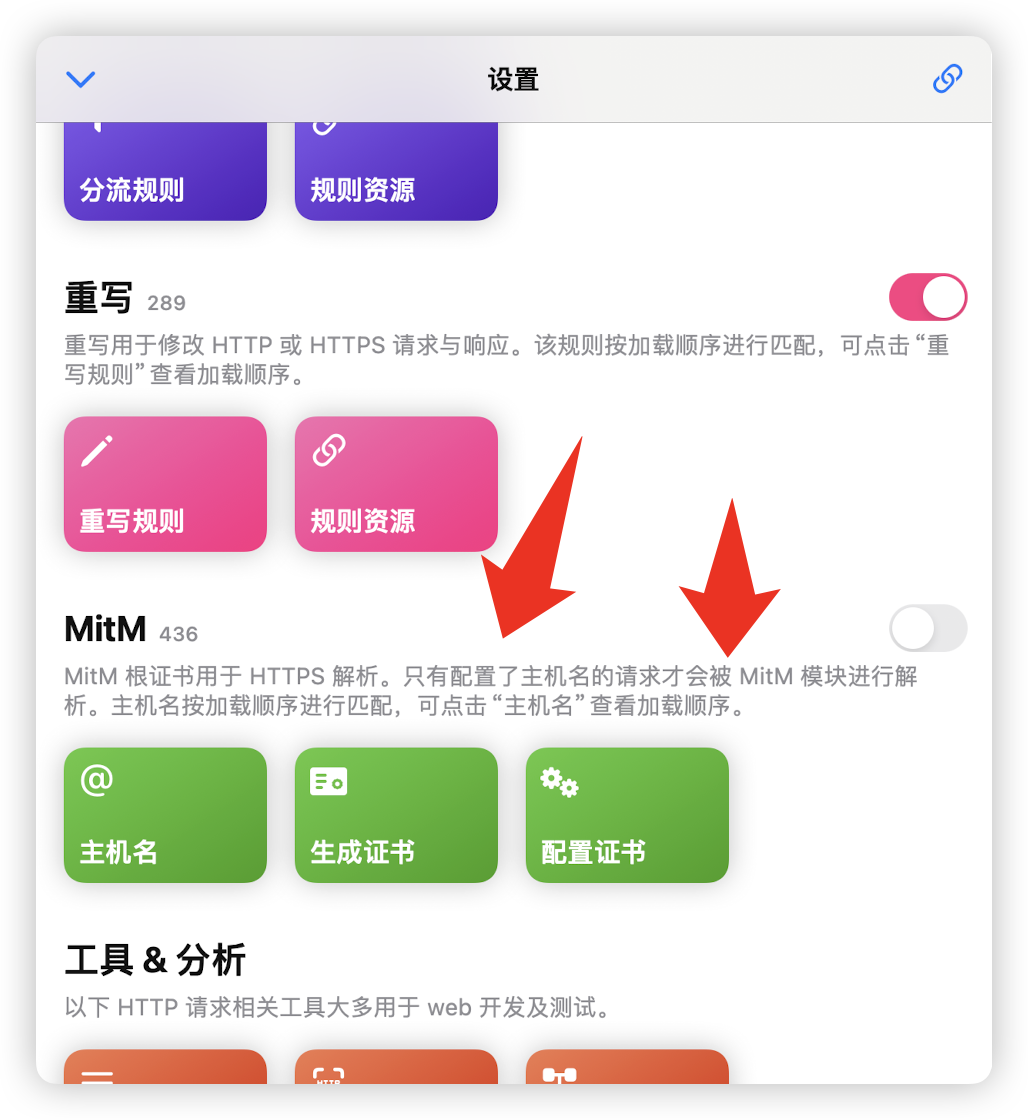 设置
分流规则
规则资源
重写 289
重写用于修改 HTTP 或 HTTPS 请求与响应。该规则按加载顺序进行匹配，可点击“重
写规则”查看加载顺序。
重写规则
规则资源
MitM 436
MitM 根证书用于 HTTPS 解析。只有配置了主机名的请求才会被 MitM 模块进行解
析。主机名按加载顺序进行匹配，可点击“主机名”查看加载顺序。
@
主机名
生成证书
配置证书
工具 & 分析
以下 HTTP 请求相关工具大多用于 web 开发及测试。
HTTP